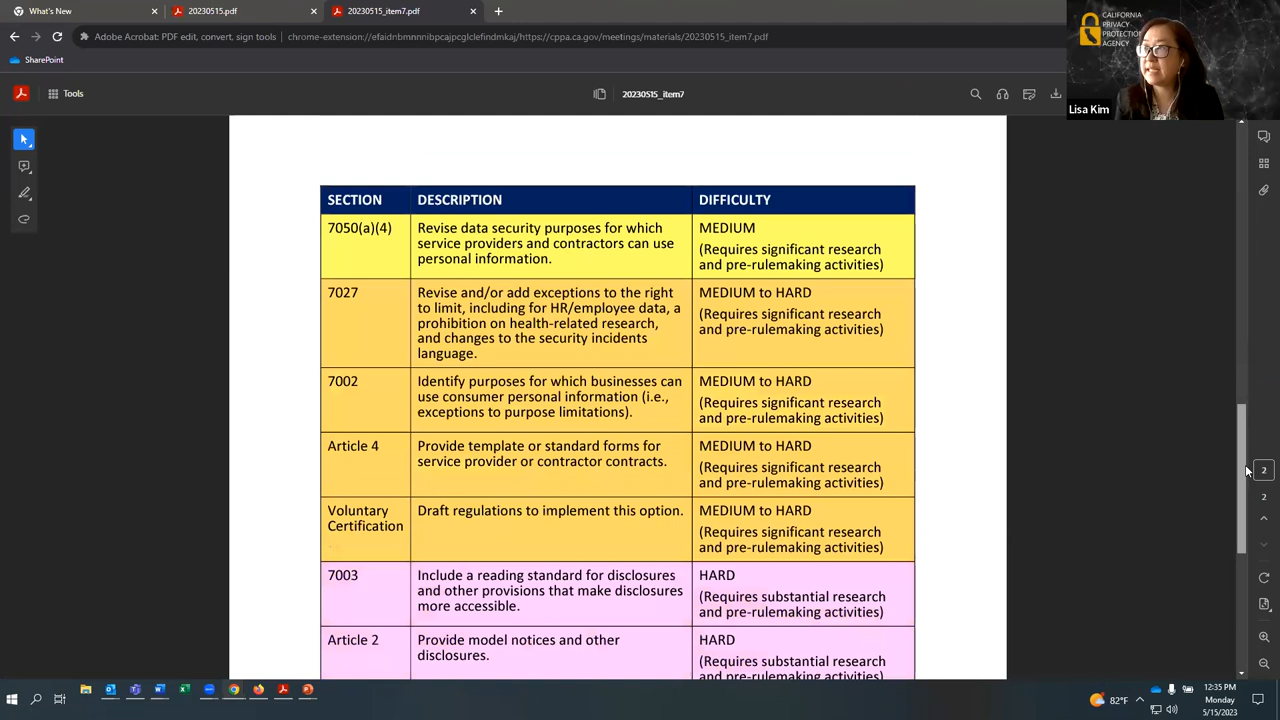 What's New
20230515.pdf
20230515_item7.pdf
Adobe Acrobat: PDF edit, convert, sign tools
chrome-extension://efaidnbmnnnibpcajpcglclefindmkaj/https://cppa.ca.gov/meetings/materials/20230515_item7.pdf
CALIFORNIA
PRIVACY
PROTECTION
AGENCY
SharePoint
Tools
20230515_item7
Lisa Kim
SECTION DESCRIPTION DIFFICULTY
7050(a)(4)
Revise data security purposes for which
service providers and contractors can use
personal information.
MEDIUM
(Requires significant research
and pre-rulemaking activities)
7027
Revise and/or add exceptions to the right
to limit, including for HR/employee data, a
prohibition on health-related research,
and changes to the security incidents
language.
MEDIUM to HARD
(Requires significant research
and pre-rulemaking activities)
7002
Identify purposes for which businesses can
use consumer personal information (i.e.,
exceptions to purpose limitations).
MEDIUM to HARD
(Requires significant research
and pre-rulemaking activities)
Article 4
Provide template or standard forms for
service provider or contractor contracts.
MEDIUM to HARD
(Requires significant research
and pre-rulemaking activities)
Voluntary
Certification
Draft regulations to implement this option.
MEDIUM to HARD
(Requires significant research
and pre-rulemaking activities)
7003
Include a reading standard for disclosures
and other provisions that make disclosures
more accessible.
HARD
(Requires substantial research
and pre-rulemaking activities)
Article 2
Provide model notices and other
disclosures.
HARD
(Requires substantial research
and pre-rulemaking activities)
2
2
82°F
12:35 PM
Monday
5/15/2023